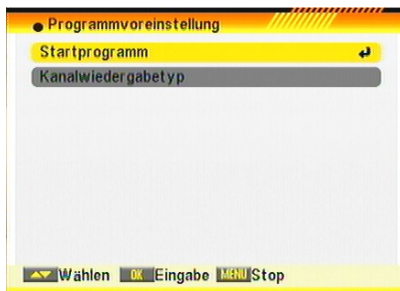 Programmvoreinstellung
Startprogramm
Kanalwiedergabetyp
Wählen OK Eingabe MENU Stop